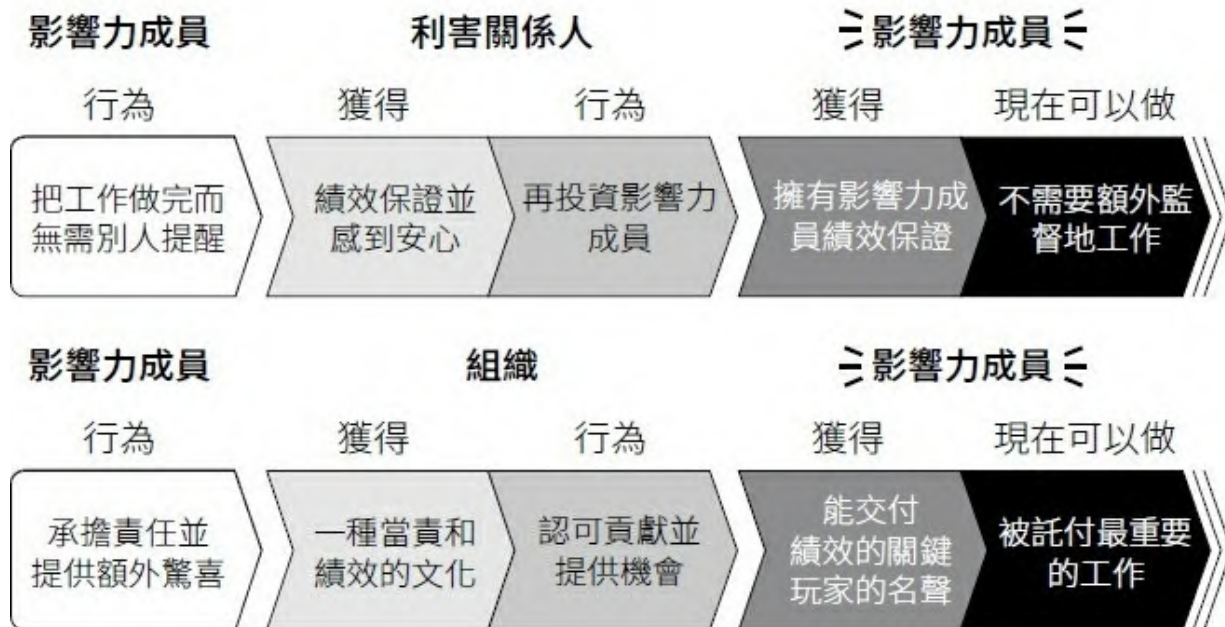 影響力成員
利害關係人
影響力成員
行為
獲得
行為
獲得
現在可以做
把工作做完而
無需別人提醒
績效保證並
感到安心
再投資影響力
成員
擁有影響力成
員績效保證
不需要額外監
督地工作
影響力成員
組織
影響力成員
行為
獲得
行為
獲得
現在可以做
承擔責任並
提供額外驚喜
一種當責和
績效的文化
認可貢獻並
提供機會
能交付
績效的關鍵
玩家的名聲
被託付最重要
的工作